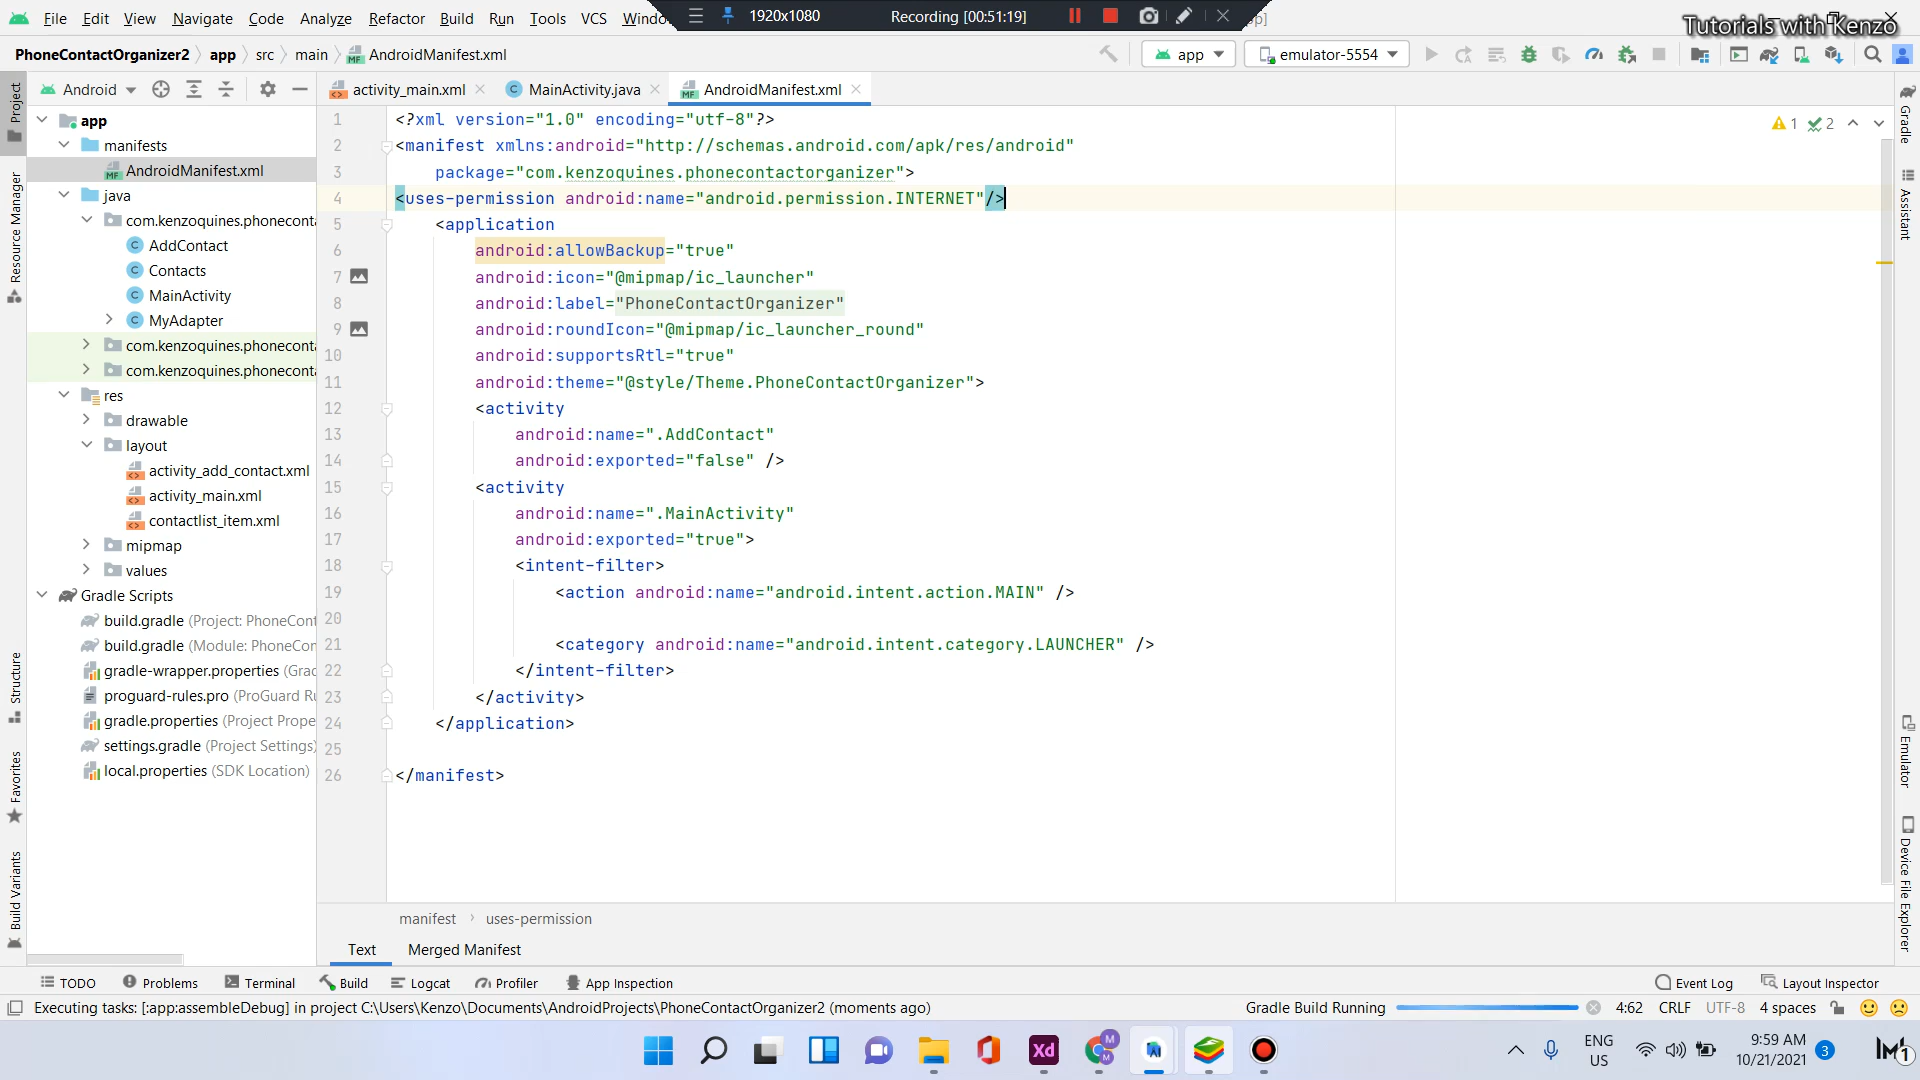 File Edit View Navigate Code Analyze Refactor Build Run Tools VCS Windo
1920x1080 Recording [00:51:19]
Tutorials with Kenzo
PhoneContactOrganizer2 app src main AndroidManifest.xml
app emulator-5554
Android
activity_main.xml MainActivity.java AndroidManifest.xml
Project
Resource Manager
Structure
Favorites
Build Variants
app
manifests
AndroidManifest.xml
java
com.kenzoquines.phoneconta
AddContact
Contacts
MainActivity
MyAdapter
com.kenzoquines.phoneconta
com.kenzoquines.phoneconta
res
drawable
layout
activity_add_contact.xml
activity_main.xml
contactlist_item.xml
mipmap
values
Gradle Scripts
build.gradle (Project: PhoneCont
build.gradle (Module: PhoneCon
gradle-wrapper.properties (Grad
proguard-rules.pro (ProGuard Ru
gradle.properties (Project Prope
settings.gradle (Project Settings)
local.properties (SDK Location)
1 <?xml version="1.0" encoding="utf-8"?>
2 <manifest xmlns:android="http://schemas.android.com/apk/res/android"
3 package="com.kenzoquines.phonecontactorganizer">
4 <uses-permission android:name="android.permission.INTERNET"/>
5 <application
6 android:allowBackup="true"
7 android:icon="@mipmap/ic_launcher"
8 android:label="PhoneContactOrganizer"
9 android:roundIcon="@mipmap/ic_launcher_round"
10 android:supportsRtl="true"
11 android:theme="@style/Theme.PhoneContactOrganizer">
12 <activity
13 android:name=".AddContact"
14 android:exported="false" />
15 <activity
16 android:name=".MainActivity"
17 android:exported="true">
18 <intent-filter>
19 <action android:name="android.intent.action.MAIN" />
20
21 <category android:name="android.intent.category.LAUNCHER" />
22 </intent-filter>
23 </activity>
24 </application>
25
26 </manifest>
1 2
Gradle
Assistant
Emulator
Device File Explorer
manifest uses-permission
Text Merged Manifest
TODO Problems Terminal Build Logcat Profiler App Inspection Event Log Layout Inspector
Executing tasks: [:app:assembleDebug] in project C:\Users\Kenzo\Documents\AndroidProjects\PhoneContactOrganizer2 (moments ago) Gradle Build Running 4:62 CRLF UTF-8 4 spaces
Xd M M
ENG
US
9:59 AM
10/21/2021
3
1